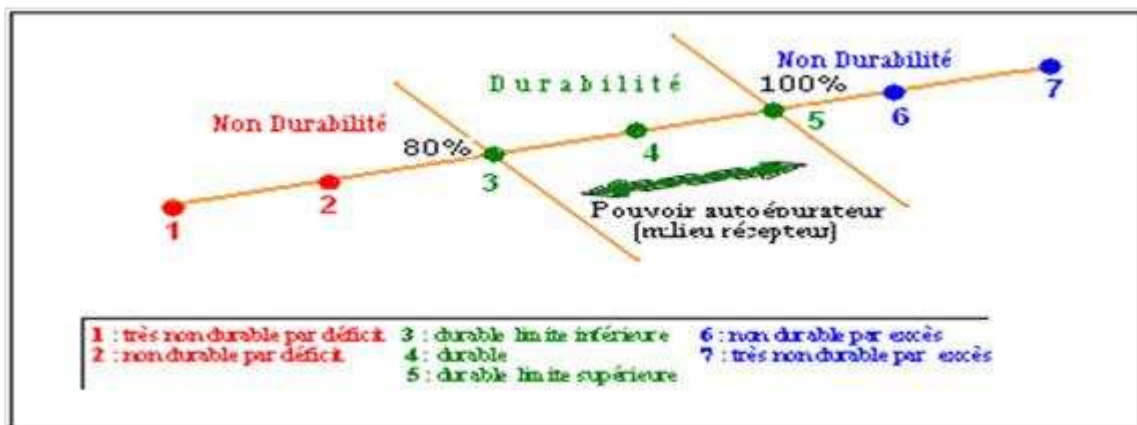 Non Durabilité
100%
Durabilité
7
6
5
Non Durabilité
80%
4
3
2
Pouvoir autoépurateur
(milieu récepteur)
1
1 : très non durable par déficit 3 : durable limite inférieure 6 : non durable par excès
2 : non durable par déficit 4 : durable 7 : très non durable par excès
5 : durable limite supérieure